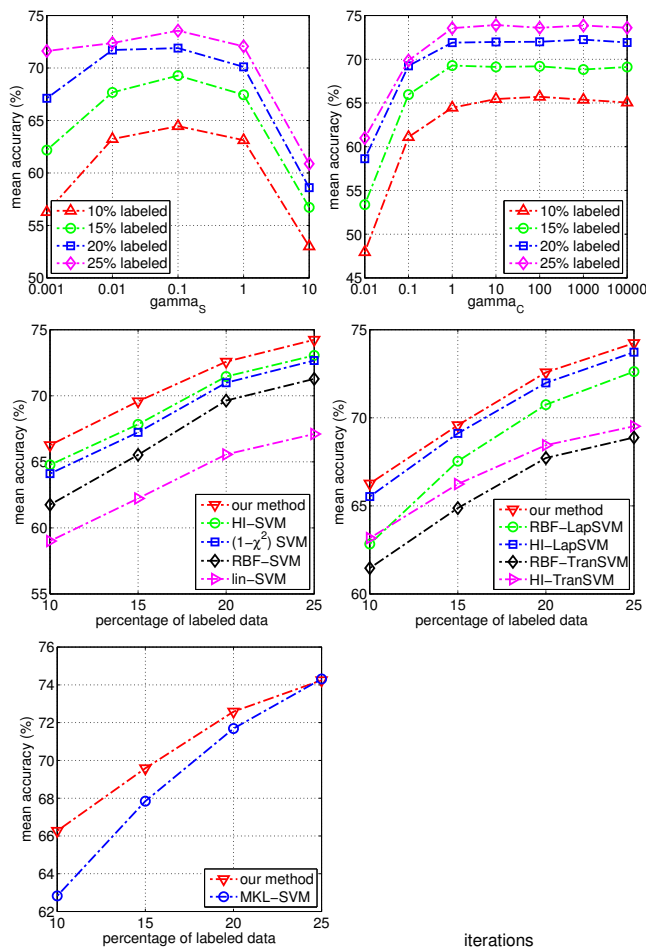 mean accurary (%)
75
70
65
60
55
50
0.001 0.01 0.1 1 10
gamma_S
10% labeled
15% labeled
20% labeled
25% labeled
mean accuracy (%)
75
70
65
60
55
50
45
0.01 0.1 1 10 100 1000 10000
gamma_C
10% labeled
15% labeled
20% labeled
25% labeled
mean accuracy (%)
75
70
65
60
55
10 15 20 25
percentage of labeled data
our method
HI−SVM
(1−χ²) SVM
RBF−SVM
lin−SVM
mean accuracy (%)
75
70
65
60
10 15 20 25
percentage of labeled data
our method
RBF−LapSVM
HI−LapSVM
RBF−TranSVM
HI−TranSVM
mean accuracy (%)
76
74
72
70
68
66
64
62
10 15 20 25
percentage of labeled data
our method
MKL−SVM
iterations